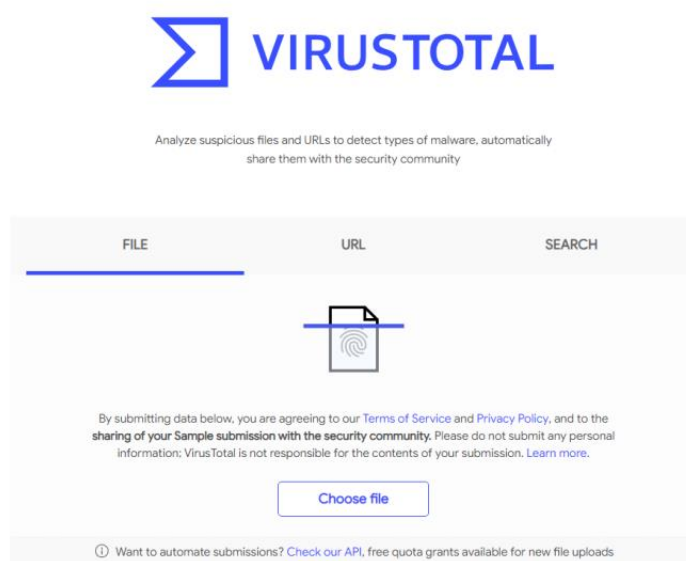 VIRUSTOTAL
Analyze suspicious files and URLs to detect types of malware, automatically
share them with the security community
FILE
URL
SEARCH
By submitting data below, you are agreeing to our Terms of Service and Privacy Policy, and to the
sharing of your Sample submission with the security community. Please do not submit any personal
information; VirusTotal is not responsible for the contents of your submission. Learn more.
Choose file
Want to automate submissions? Check our API, free quota grants available for new file uploads